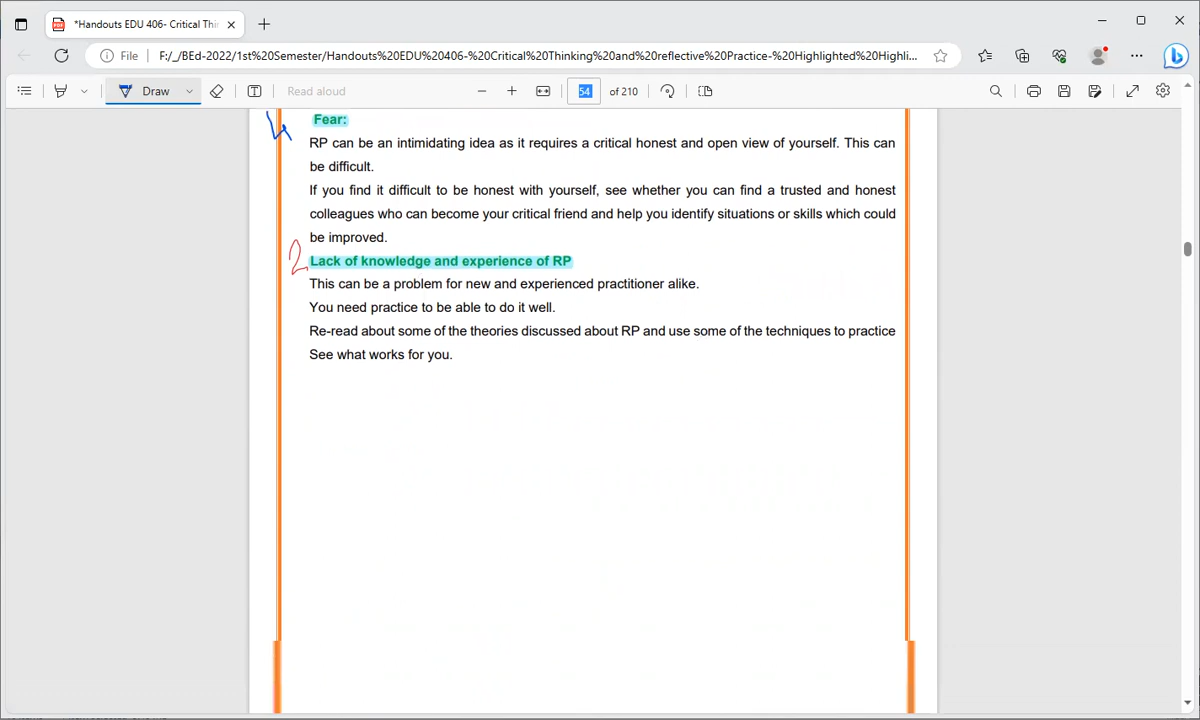 *Handouts EDU 406- Critical Thin
File
F:/_/BEd-2022/1st%20Semester/Handouts%20EDU%20406-%20Critical%20Thinking%20and%20reflective%20Practice-%20Highlighted%20Highli...
Draw
Read aloud
54 of 210
Fear:
RP can be an intimidating idea as it requires a critical honest and open view of yourself. This can
be difficult.
If you find it difficult to be honest with yourself, see whether you can find a trusted and honest
colleagues who can become your critical friend and help you identify situations or skills which could
be improved.
2 Lack of knowledge and experience of RP
This can be a problem for new and experienced practitioner alike.
You need practice to be able to do it well.
Re-read about some of the theories discussed about RP and use some of the techniques to practice
See what works for you.